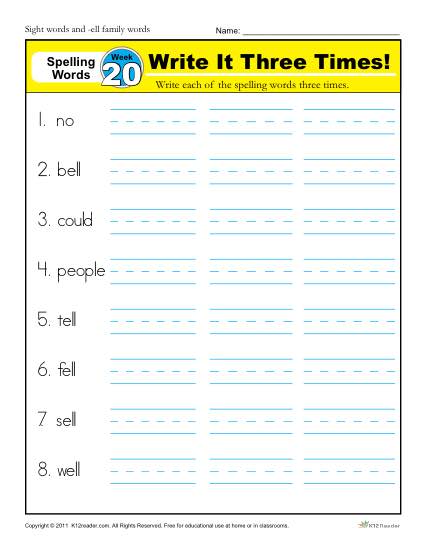 Sight words and -ell family words
Name:
Spelling Words
Week 20
Write It Three Times!
Write each of the spelling words three times.
1. no
2. bell
3. could
4. people
5. tell
6. fell
7. sell
8. well
Copyright © 2011 K12reader.com. All Rights Reserved. Free for educational use at home or in classrooms.
K12Reader